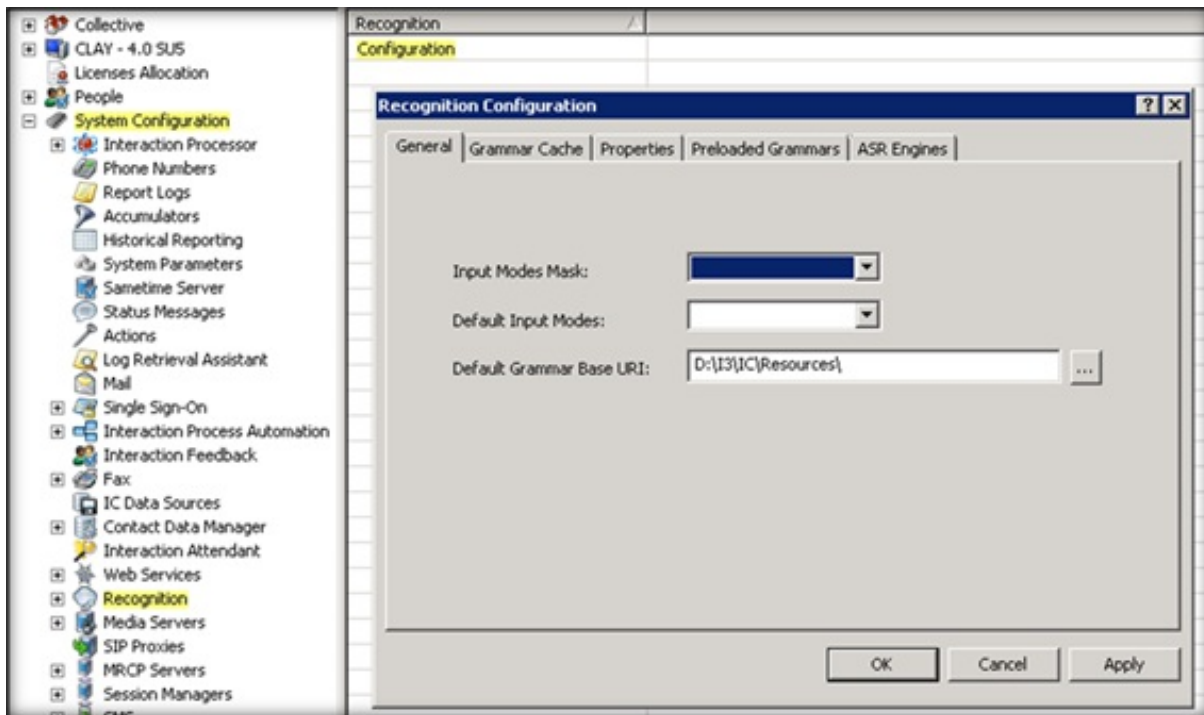 Collective
CLAY - 4.0 SU5
Licenses Allocation
People
System Configuration
Interaction Processor
Phone Numbers
Report Logs
Accumulators
Historical Reporting
System Parameters
Sametime Server
Status Messages
Actions
Log Retrieval Assistant
Mail
Single Sign-On
Interaction Process Automation
Interaction Feedback
Fax
IC Data Sources
Contact Data Manager
Interaction Attendant
Web Services
Recognition
Media Servers
SIP Proxies
MRCP Servers
Session Managers
Recognition
Configuration
Recognition Configuration
General Grammar Cache Properties Preloaded Grammars ASR Engines
Input Modes Mask:
Default Input Modes:
Default Grammar Base URI: D:\I3\IC\Resources\ ...
OK Cancel Apply